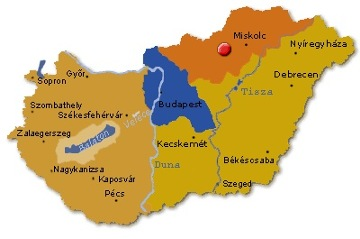 Miskolc
Nyíregyháza
Sopron
Győr
Debrecen
Tisza
Szombathely
Székesfehérvár
Budapest
Zalaegerszeg
Balaton
Kecskemét
Duna
Békéscsaba
Nagykanizsa
Kaposvár
Szeged
Pécs